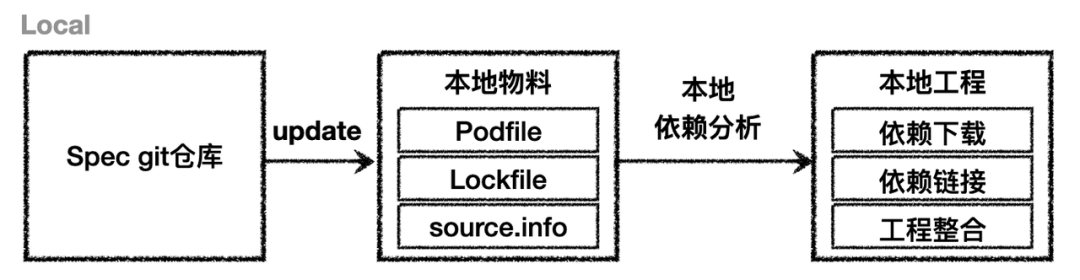 Local
Spec git仓库
update
本地物料
Podfile
Lockfile
source.info
本地
依赖分析
本地工程
依赖下载
依赖链接
工程整合